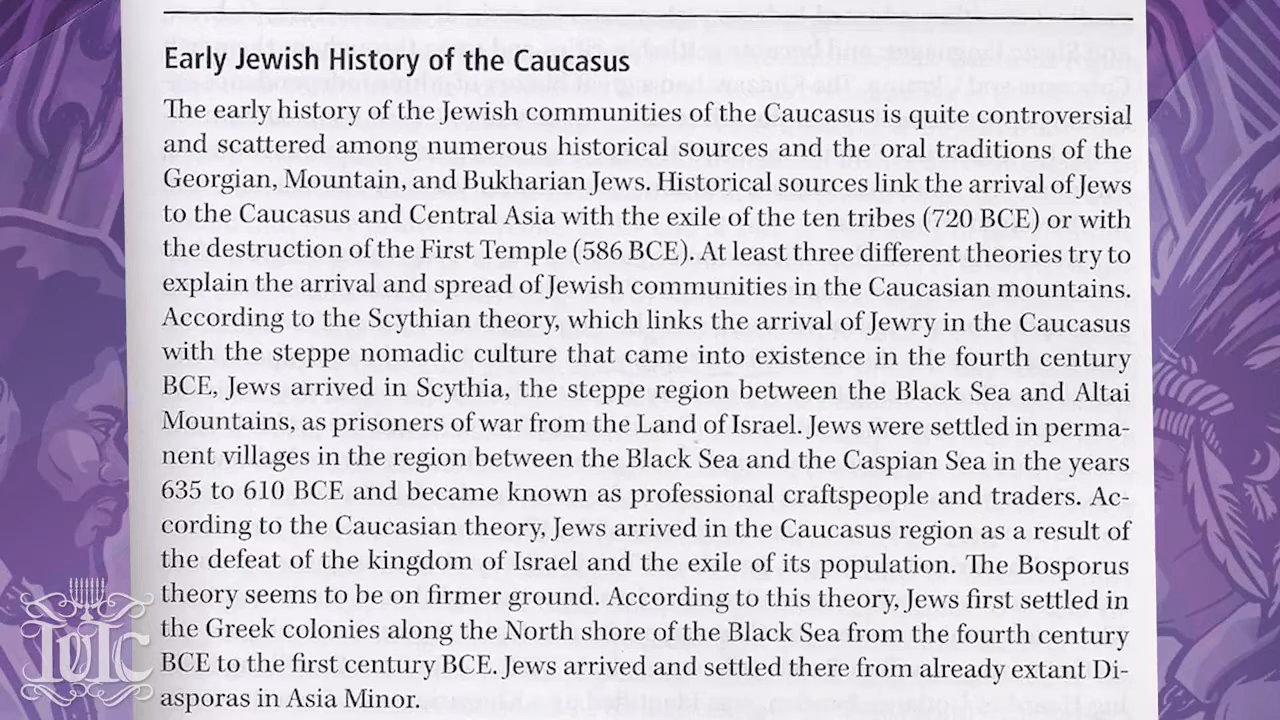 Early Jewish History of the Caucasus
The early history of the Jewish communities of the Caucasus is quite controversial
and scattered among numerous historical sources and the oral traditions of the
Georgian, Mountain, and Bukharian Jews. Historical sources link the arrival of Jews
to the Caucasus and Central Asia with the exile of the ten tribes (720 BCE) or with
the destruction of the First Temple (586 BCE). At least three different theories try to
explain the arrival and spread of Jewish communities in the Caucasian mountains.
According to the Scythian theory, which links the arrival of Jewry in the Caucasus
with the steppe nomadic culture that came into existence in the fourth century
BCE, Jews arrived in Scythia, the steppe region between the Black Sea and Altai
Mountains, as prisoners of war from the Land of Israel. Jews were settled in perma-
nent villages in the region between the Black Sea and the Caspian Sea in the years
635 to 610 BCE and became known as professional craftspeople and traders. Ac-
cording to the Caucasian theory, Jews arrived in the Caucasus region as a result of
the defeat of the kingdom of Israel and the exile of its population. The Bosporus
theory seems to be on firmer ground. According to this theory, Jews first settled in
the Greek colonies along the North shore of the Black Sea from the fourth century
BCE to the first century BCE. Jews arrived and settled there from already extant Di-
asporas in Asia Minor.
IUIC